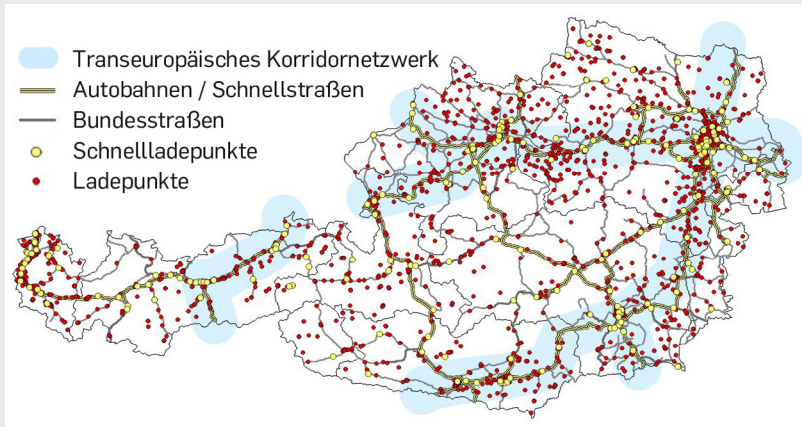 Transeuropäisches Korridornetzwerk
Autobahnen / Schnellstraßen
Bundesstraßen
Schnellladepunkte
Ladepunkte